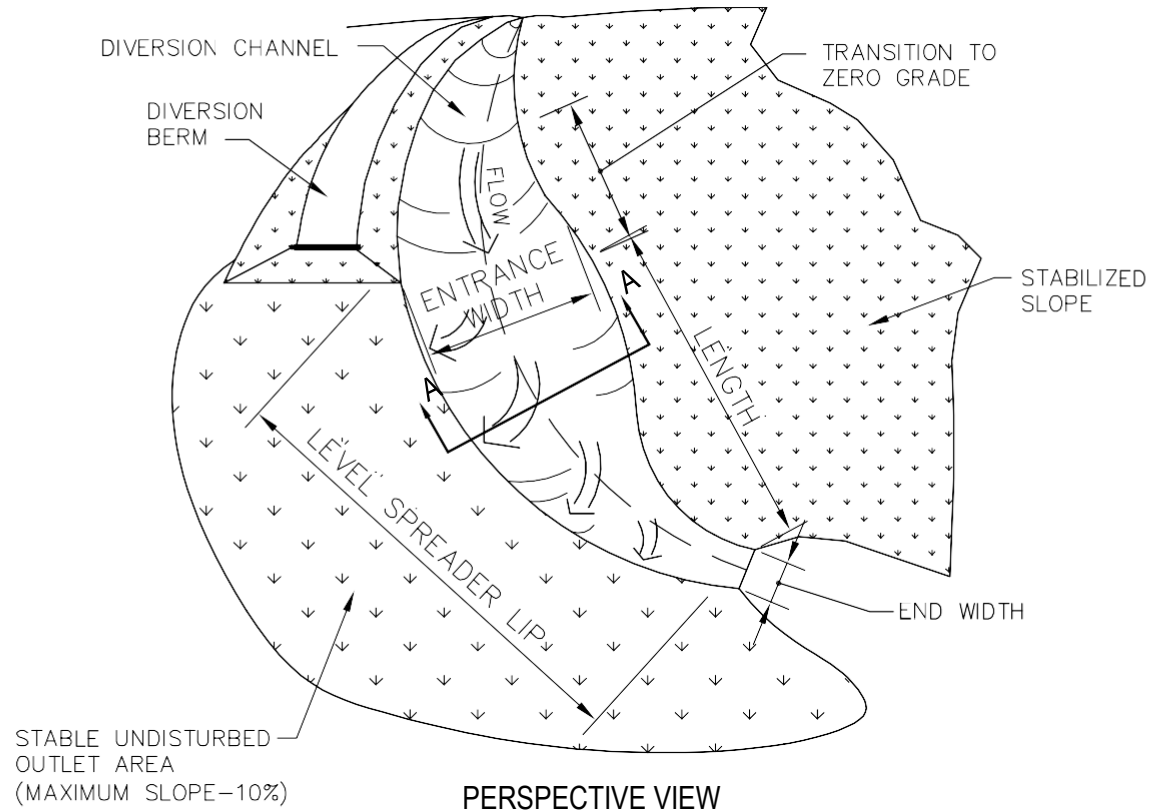 DIVERSION CHANNEL
DIVERSION
BERM
TRANSITION TO
ZERO GRADE
FLOW
ENTRANCE
WIDTH
A
A
STABILIZED
SLOPE
LENGTH
LEVEL SPREADER LIP
END WIDTH
STABLE UNDISTURBED
OUTLET AREA
(MAXIMUM SLOPE-10%)
PERSPECTIVE VIEW